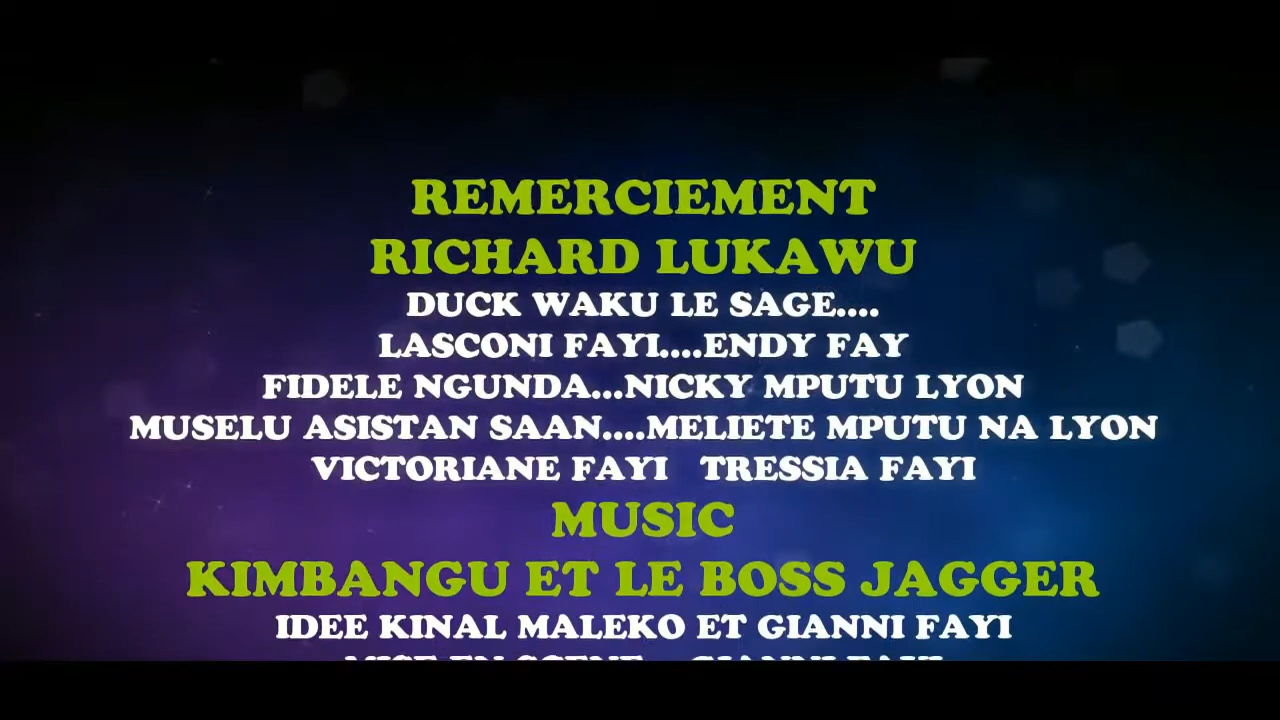 REMERCIEMENT
RICHARD LUKAWU
DUCK WAKU LE SAGE....
LASCONI FAYI....ENDY FAY
FIDELE NGUNDA...NICKY MPUTU LYON
MUSELU ASISTAN SAAN....MELIETE MPUTU NA LYON
VICTORIANE FAYI TRESSIA FAYI
MUSIC
KIMBANGU ET LE BOSS JAGGER
IDEE KINAL MALEKO ET GIANNI FAYI